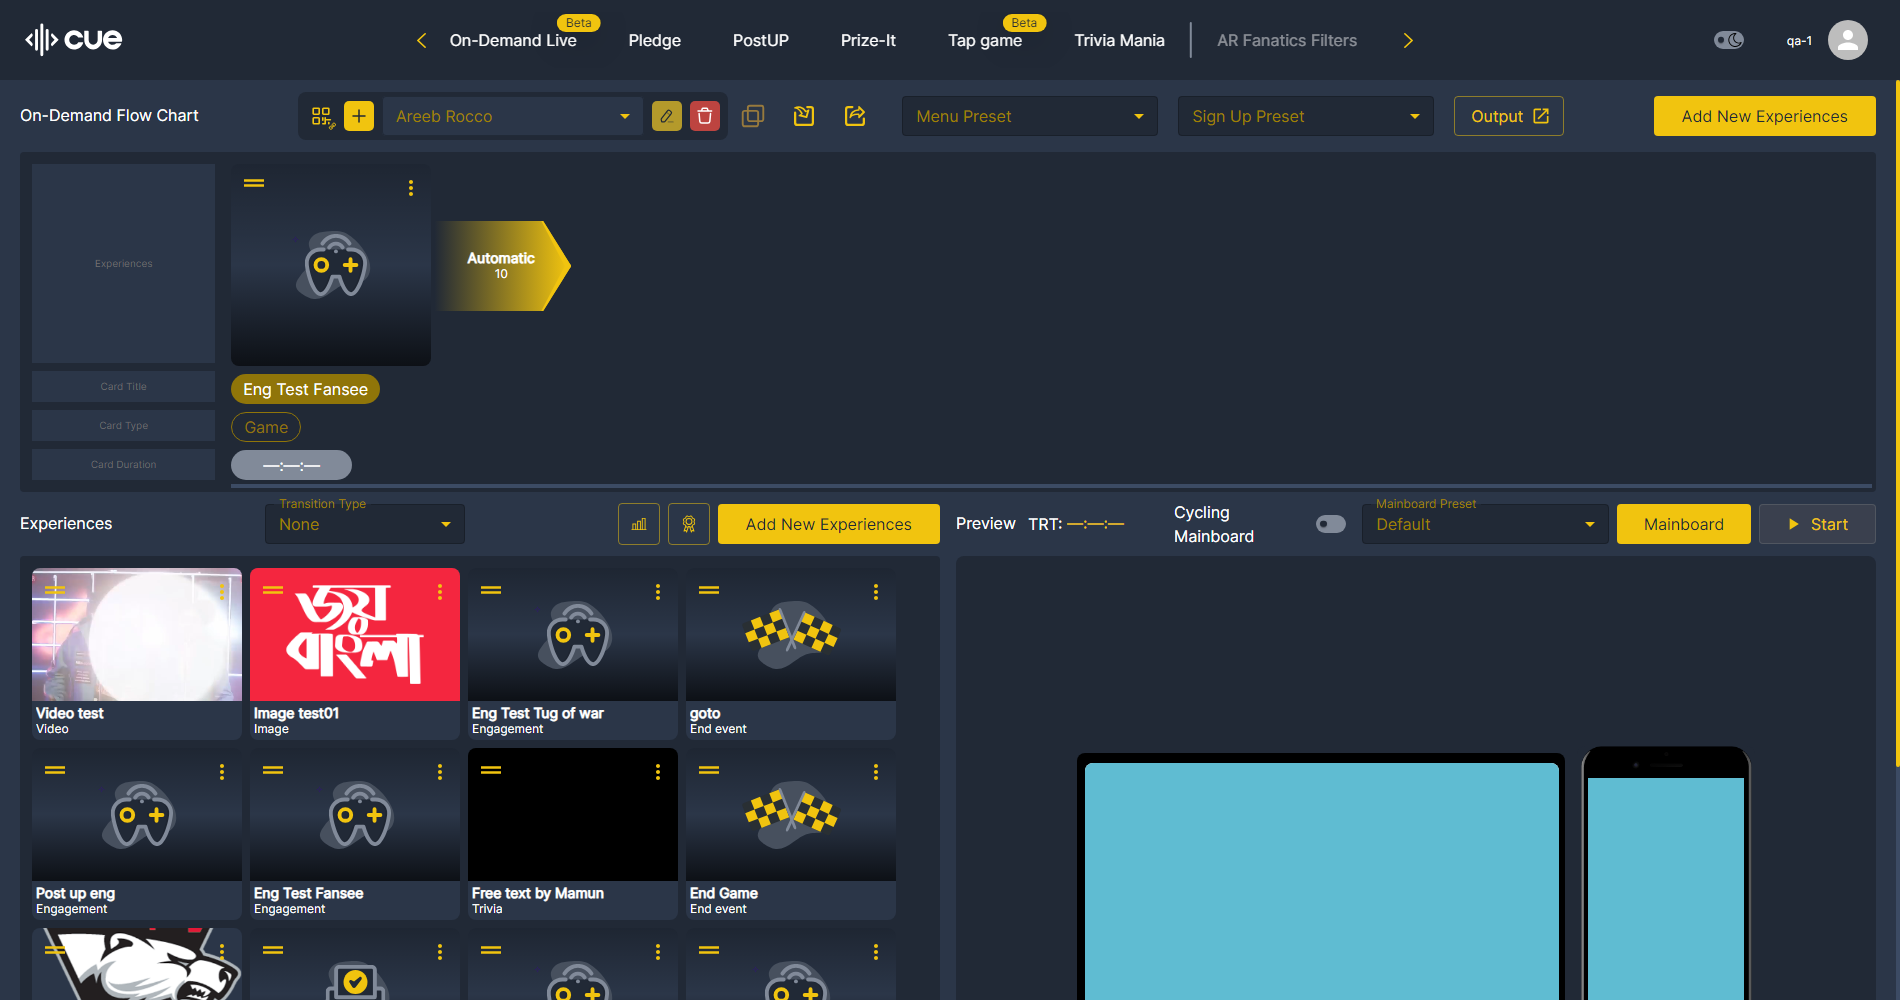 cue
On-Demand Live
Beta
Pledge
PostUP
Prize-It
Tap game
Beta
Trivia Mania
AR Fanatics Filters
qa-1
On-Demand Flow Chart
Areeb Rocco
Menu Preset
Sign Up Preset
Output
Add New Experiences
Experiences
Automatic
10
Card Title
Eng Test Fansee
Card Type
Game
Card Duration
—:—:—
Experiences
Transition Type
None
Add New Experiences
Preview
TRT: —:—:—
Cycling
Mainboard
Mainboard Preset
Default
Mainboard
Start
জয়
বাংলা
Video test
Video
Image test01
Image
Eng Test Tug of war
Engagement
goto
End event
Post up eng
Engagement
Eng Test Fansee
Engagement
Free text by Mamun
Trivia
End Game
End event